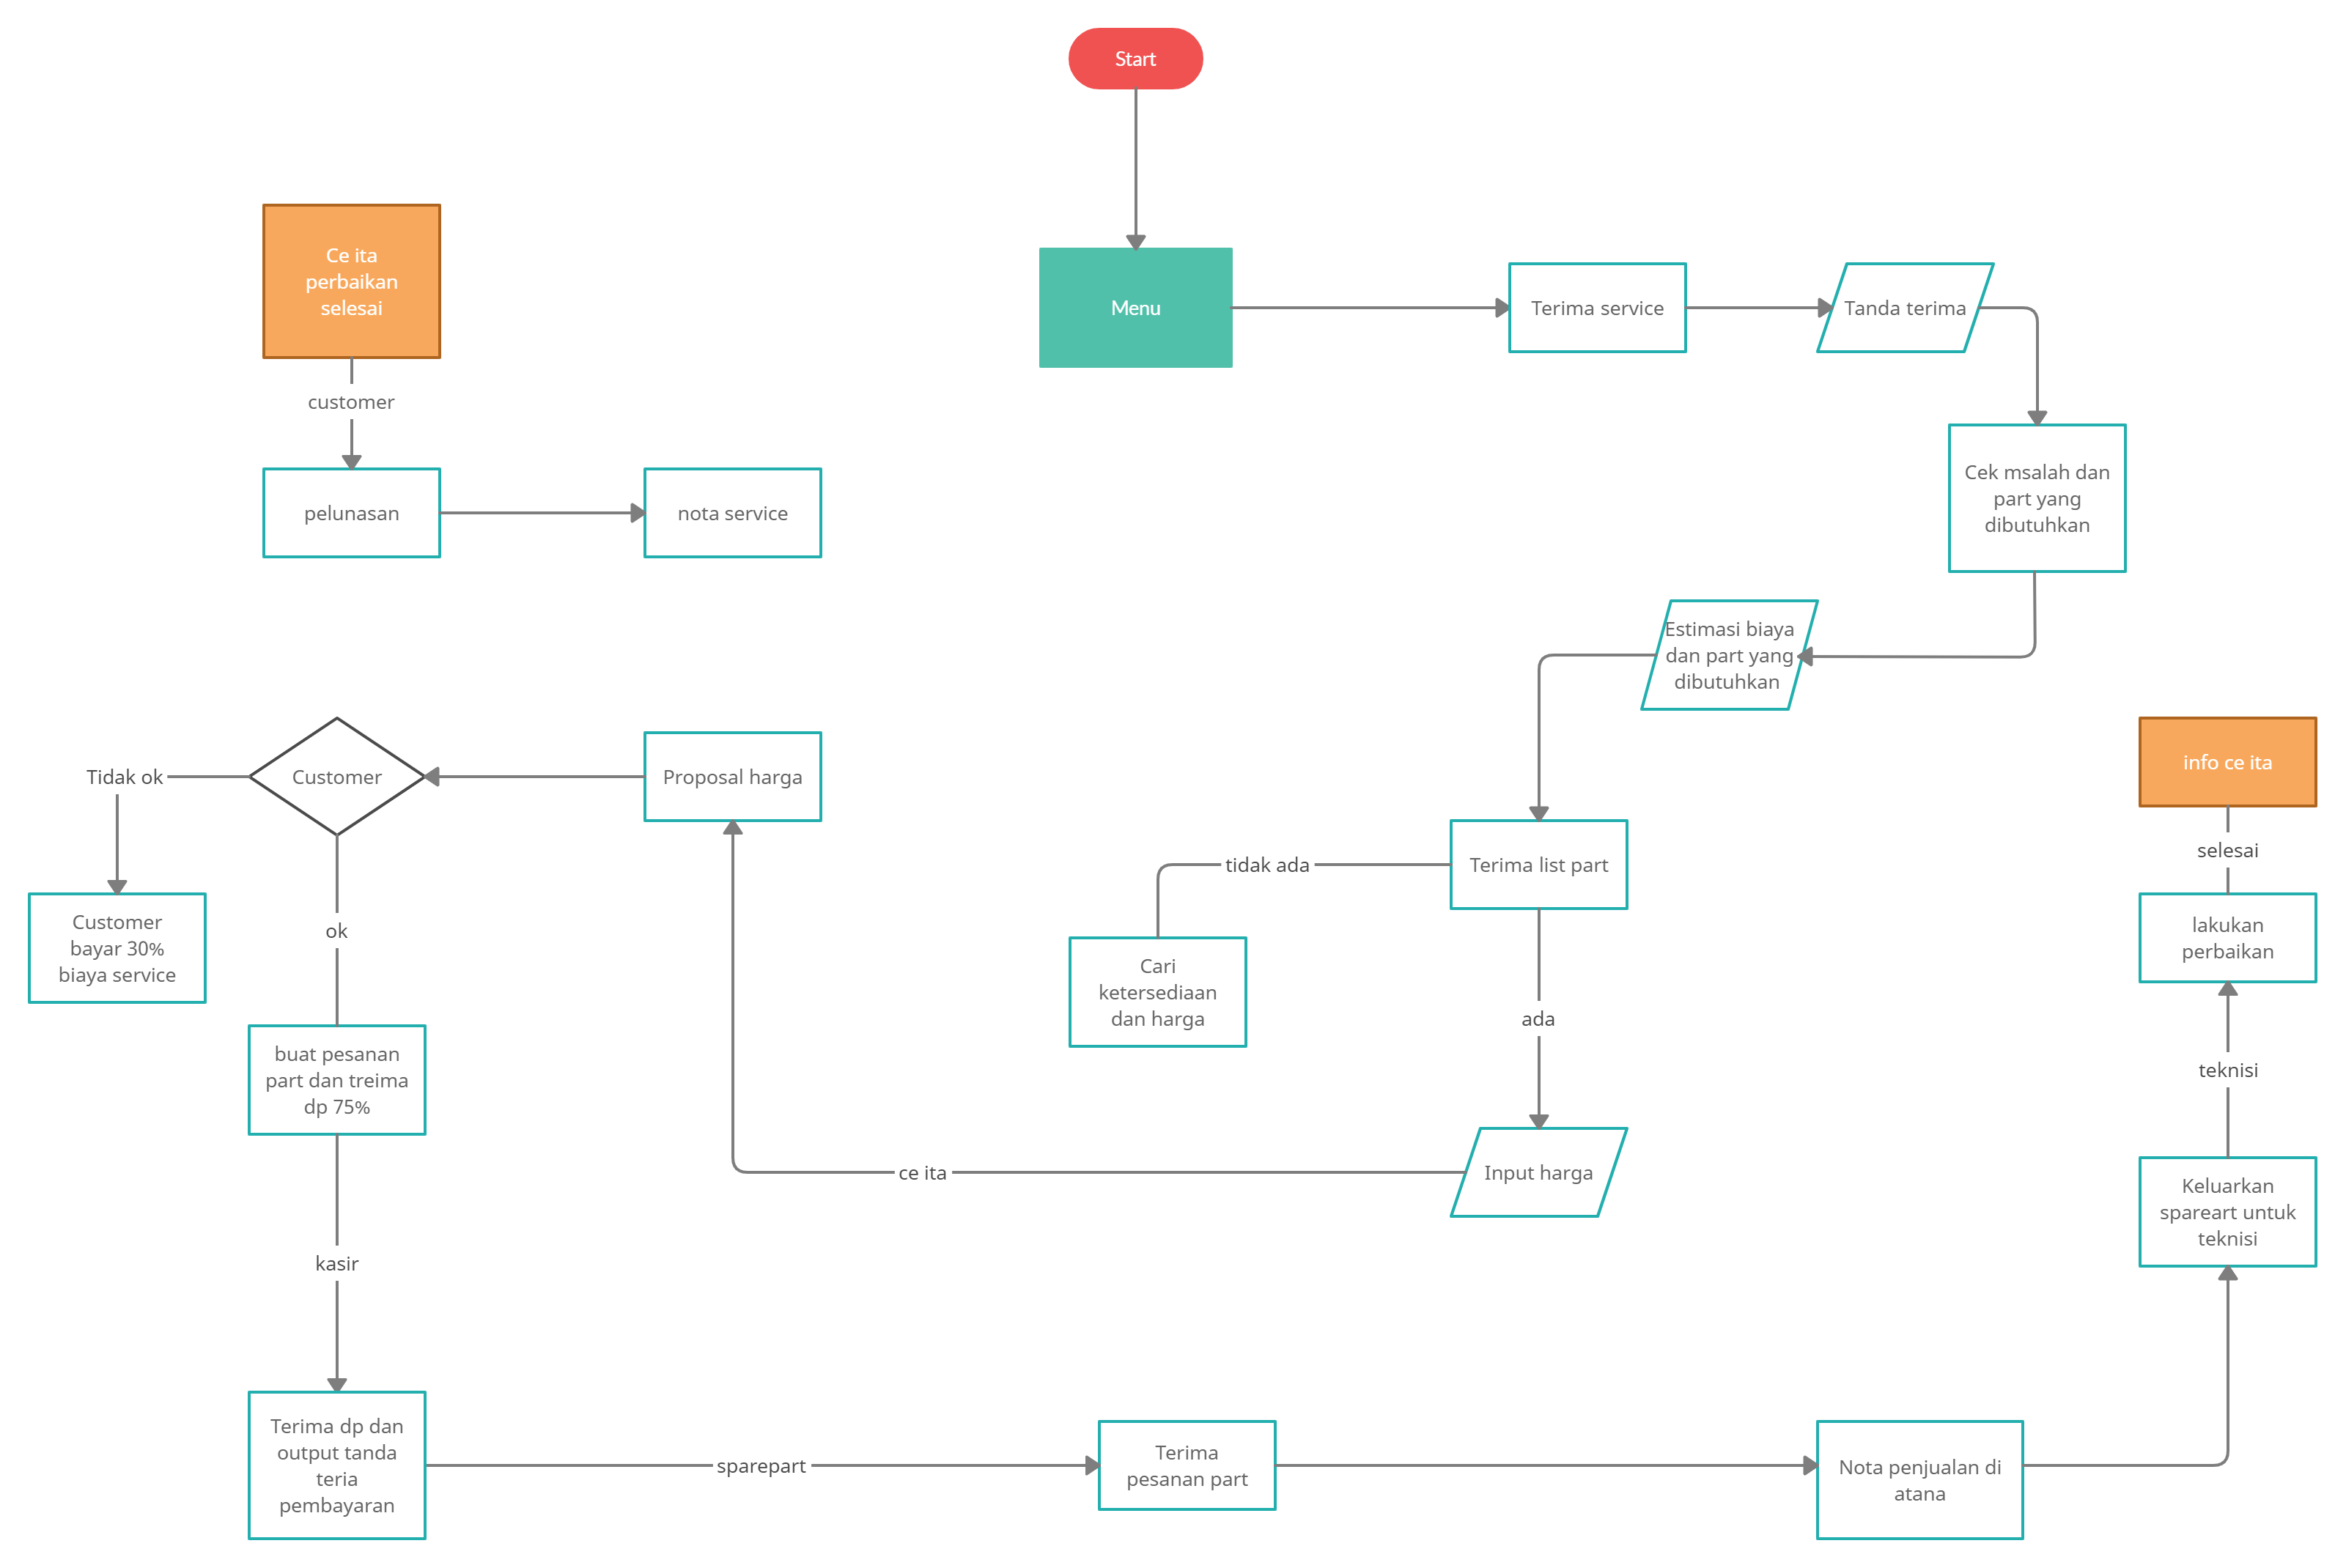 Start
Ce ita
perbaikan
selesai
Menu
Terima service
Tanda terima
customer
pelunasan
nota service
Cek msalah dan
part yang
dibutuhkan
Estimasi biaya
dan part yang
dibutuhkan
info ce ita
Tidak ok
Customer
Proposal harga
selesai
tidak ada
Terima list part
Customer
bayar 30%
biaya service
ok
lakukan
perbaikan
Cari
ketersediaan
dan harga
ada
buat pesanan
part dan treima
dp 75%
teknisi
ce ita
Input harga
Keluarkan
spareart untuk
teknisi
kasir
Terima dp dan
output tanda
teria
pembayaran
sparepart
Terima
pesanan part
Nota penjualan di
atana